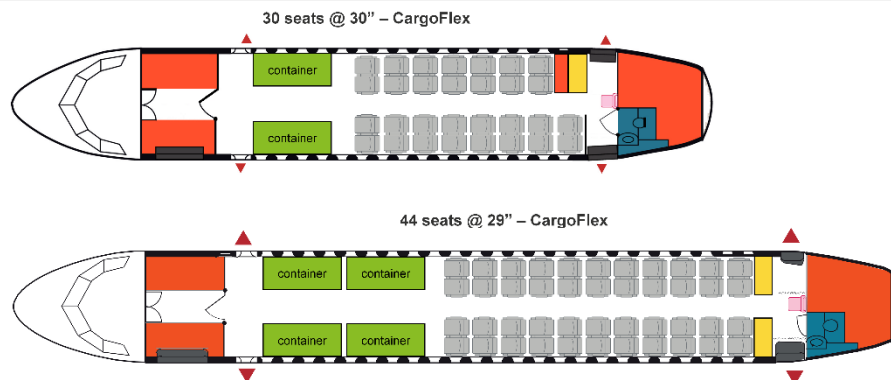 30 seats @ 30” – CargoFlex
container
container
44 seats @ 29” – CargoFlex
container container
container container